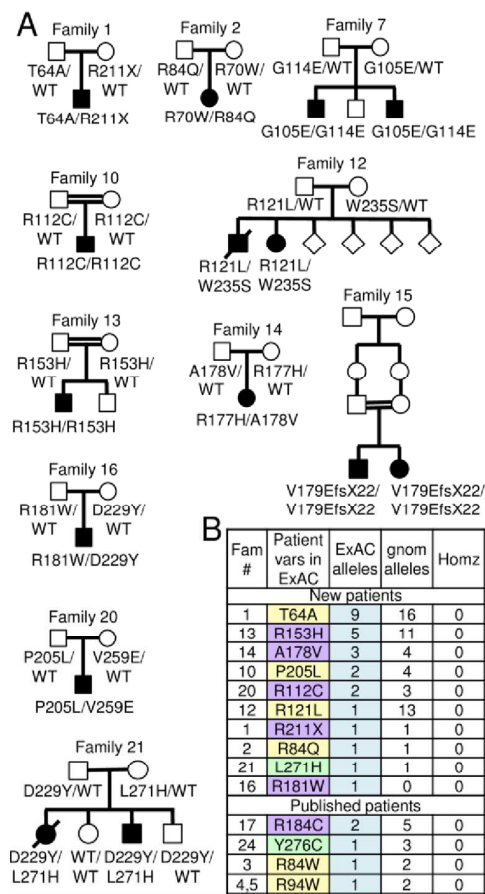 A
Family 1
T64A/ R211X/
WT WT
T64A/R211X
Family 2
R84Q/ R70W/
WT WT
R70W/R84Q
Family 7
G114E/WT G105E/WT
G105E/G114E G105E/G114E
Family 10
R112C/ R112C/
WT WT
R112C/R112C
Family 12
R121L/WT W235S/WT
R121L/ R121L/
W235S W235S
Family 13
R153H/ R153H/
WT WT
R153H/R153H
Family 14
A178V/ R177H/
WT WT
R177H/A178V
Family 15
V179EfsX22/ V179EfsX22/
V179EfsX22 V179EfsX22
Family 16
R181W/ D229Y/
WT WT
R181W/D229Y
Family 20
P205L/ V259E/
WT WT
P205L/V259E
Family 21
D229Y/WT L271H/WT
D229Y/ WT/ D229Y/ D229Y/
L271H WT L271H WT
B
Fam # Patient vars in ExAC ExAC alleles gnom alleles Homz
New patients
1 T64A 9 16 0
13 R153H 5 11 0
14 A178V 3 4 0
10 P205L 2 4 0
20 R112C 2 3 0
12 R121L 1 13 0
1 R211X 1 1 0
2 R84Q 1 1 0
21 L271H 1 1 0
16 R181W 1 0 0
Published patients
17 R184C 2 5 0
24 Y276C 1 3 0
3 R84W 1 2 0
4,5 R94W 1 2 0